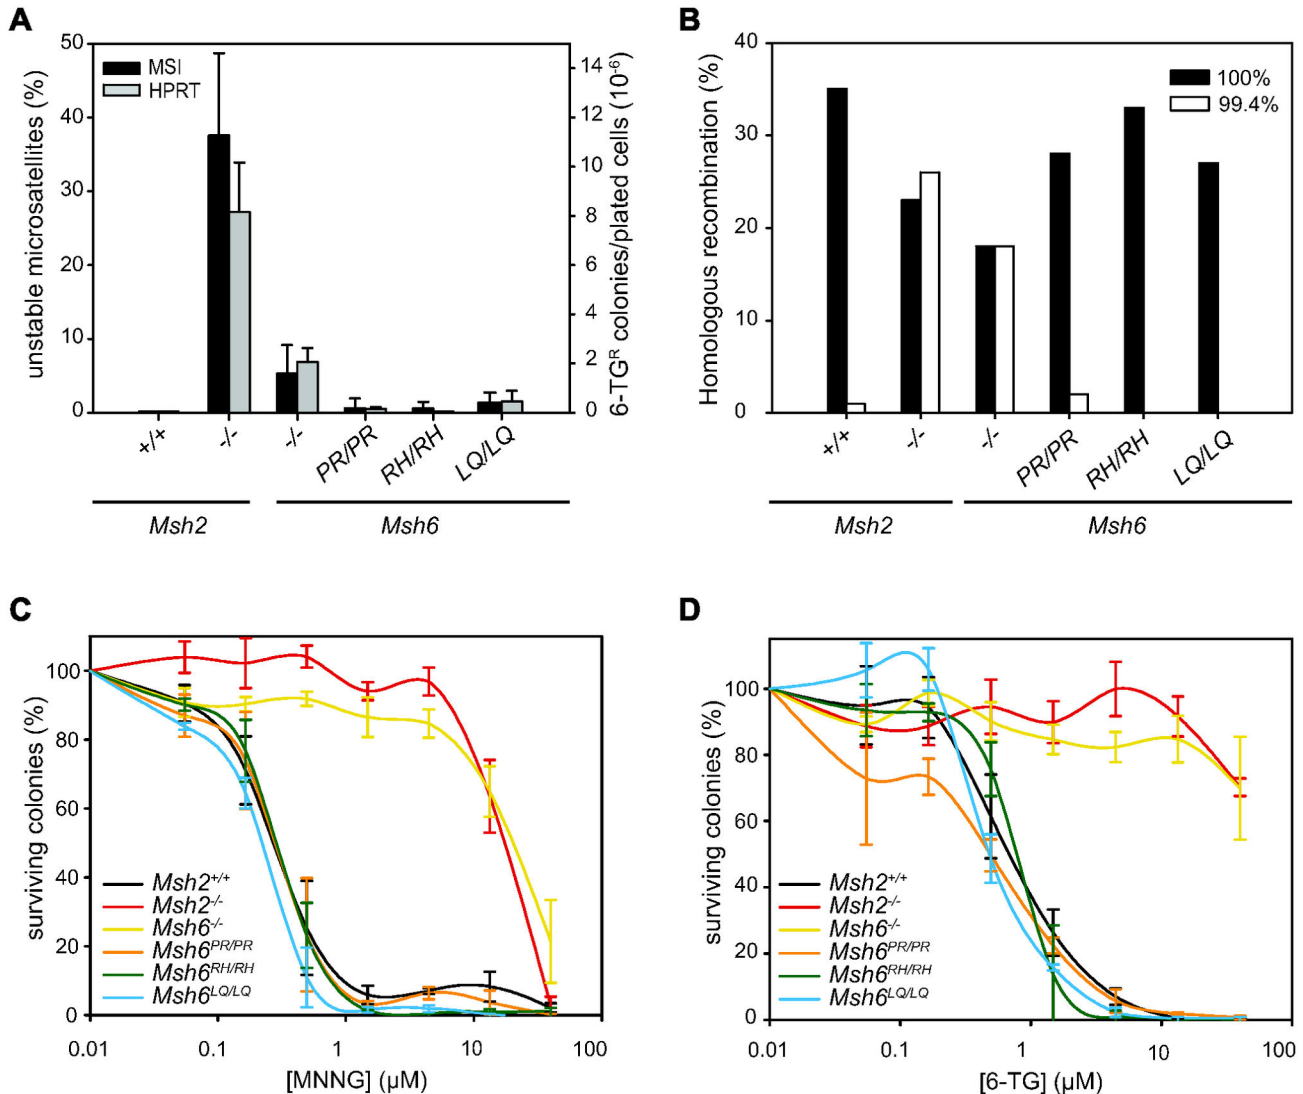 A
50
40
30
20
10
0
unstable microsatellites (%)
MSI
HPRT
14
12
10
8
6
4
2
0
6-TGᴿ colonies/plated cells (10⁻⁶)
+/+
-/-
-/-
PR/PR
RH/RH
LQ/LQ
Msh2
Msh6
B
40
30
20
10
0
Homologous recombination (%)
100%
99.4%
+/+
-/-
-/-
PR/PR
RH/RH
LQ/LQ
Msh2
Msh6
C
100
80
60
40
20
0
surviving colonies (%)
Msh2⁺/⁺
Msh2⁻/⁻
Msh6⁻/⁻
Msh6PR/PR
Msh6RH/RH
Msh6LQ/LQ
0.01
0.1
1
10
100
[MNNG] (μM)
D
100
80
60
40
20
0
surviving colonies (%)
Msh2⁺/⁺
Msh2⁻/⁻
Msh6⁻/⁻
Msh6PR/PR
Msh6RH/RH
Msh6LQ/LQ
0.01
0.1
1
10
100
[6-TG] (μM)